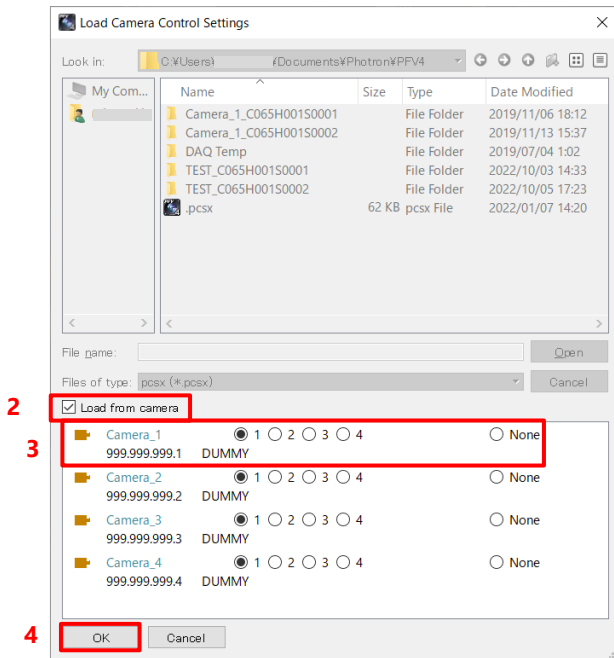 Load Camera Control Settings
Look in: C:¥Users¥ ¥Documents¥Photron¥PFV4
My Com...
Name Size Type Date Modified
Camera_1_C065H001S0001 File Folder 2019/11/06 18:12
Camera_1_C065H001S0002 File Folder 2019/11/13 15:37
DAQ Temp File Folder 2019/07/04 1:02
TEST_C065H001S0001 File Folder 2022/10/03 14:33
TEST_C065H001S0002 File Folder 2022/10/05 17:23
.pcsx 62 KB pcsx File 2022/01/07 14:20
File name: Open
Files of type: pcsx (*.pcsx) Cancel
2 Load from camera
3 Camera_1 1 2 3 4 None
999.999.999.1 DUMMY
Camera_2 1 2 3 4 None
999.999.999.2 DUMMY
Camera_3 1 2 3 4 None
999.999.999.3 DUMMY
Camera_4 1 2 3 4 None
999.999.999.4 DUMMY
4 OK Cancel